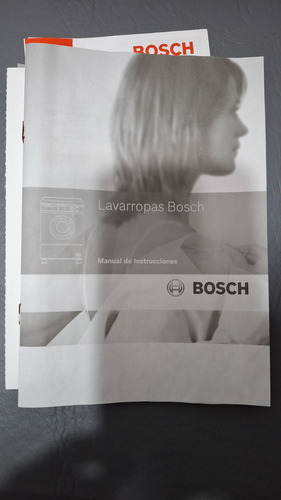 BOSCH
Lavarropas Bosch
Manual de Instrucciones
BOSCH